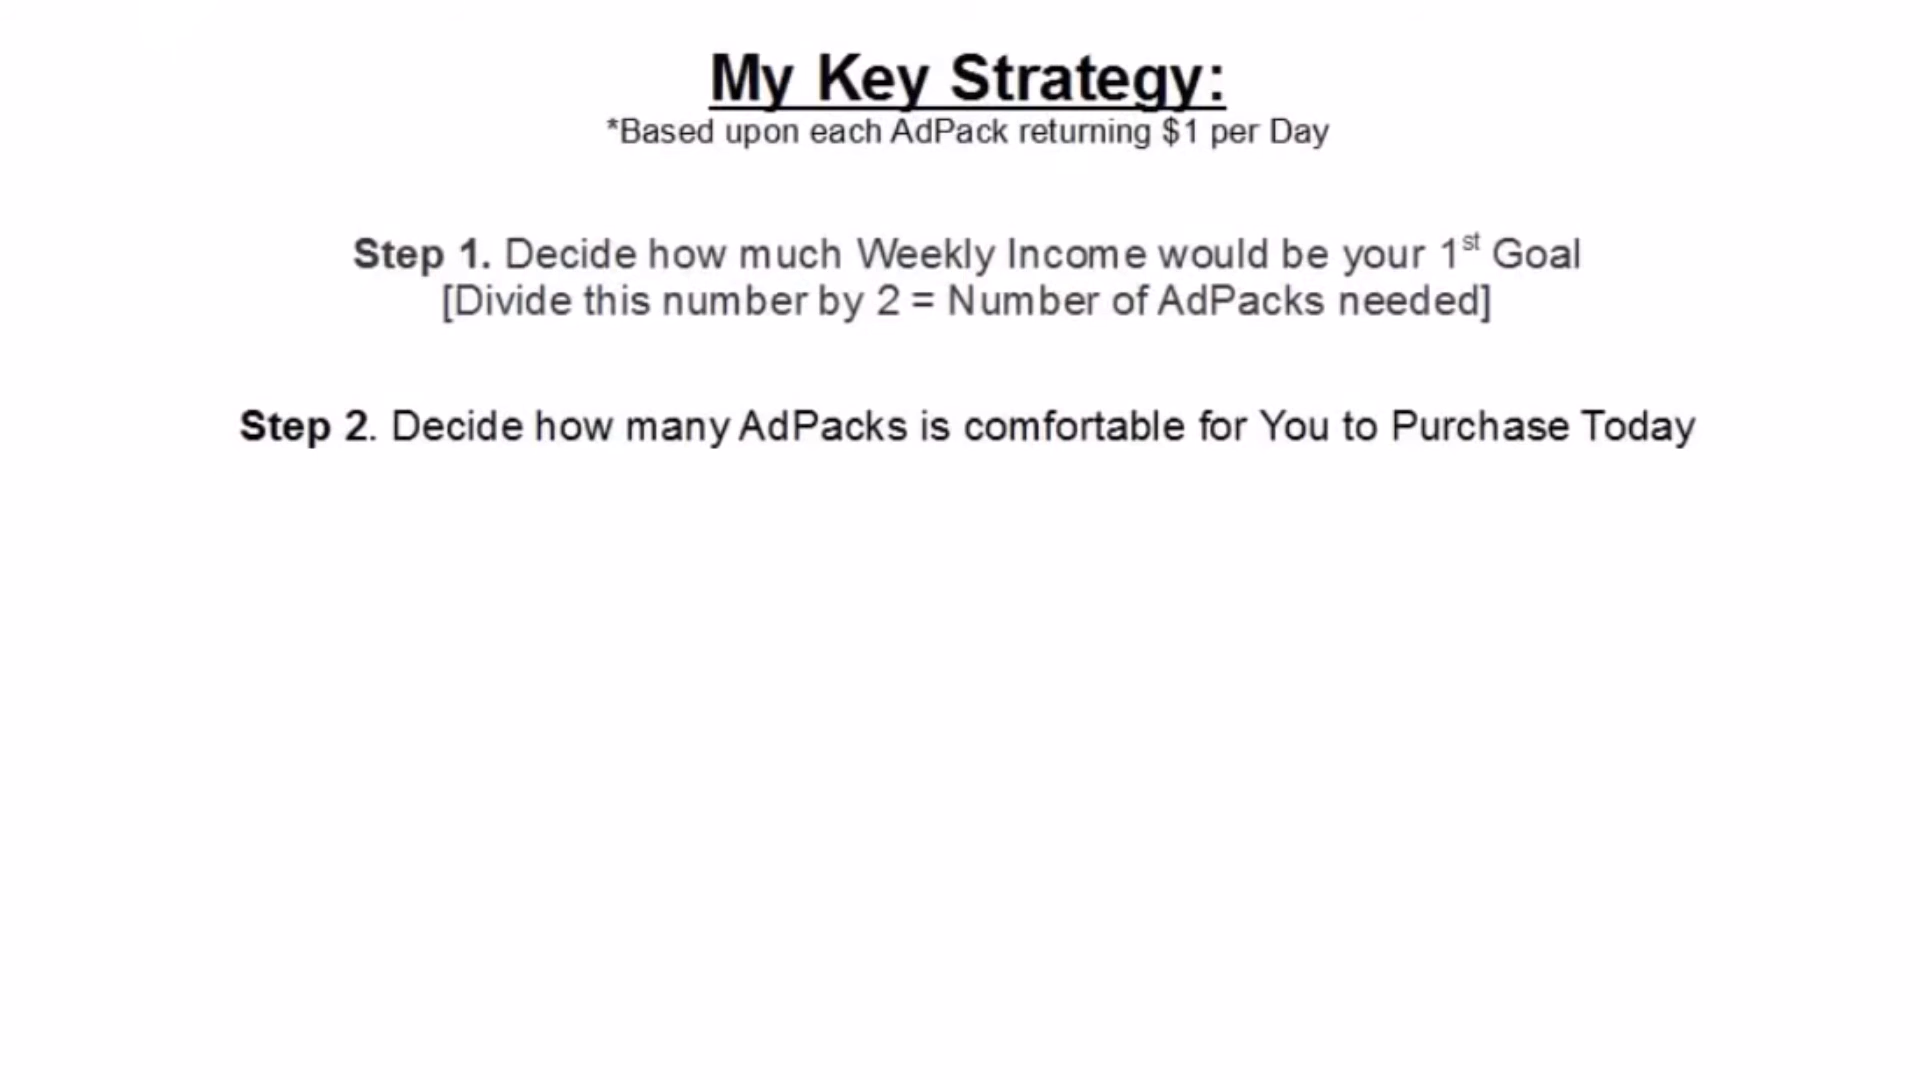 My Key Strategy:
*Based upon each AdPack returning $1 per Day
Step 1. Decide how much Weekly Income would be your 1st Goal
[Divide this number by 2 = Number of AdPacks needed]
Step 2. Decide how many AdPacks is comfortable for You to Purchase Today